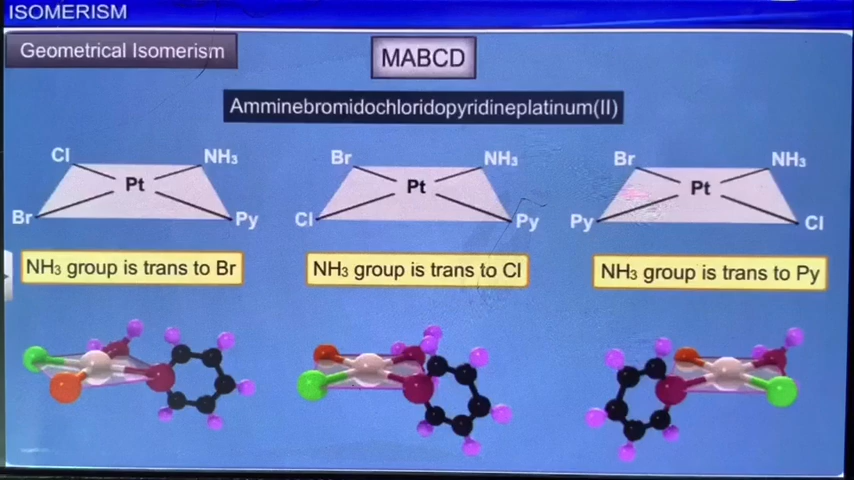 ISOMERISM
Geometrical Isomerism
MABCD
Amminebromidochloridopyridineplatinum(II)
Cl NH₃ Br NH₃ Br NH₃
Pt Pt Pt
Br Py Cl Py Py Cl
NH₃ group is trans to Br
NH₃ group is trans to Cl
NH₃ group is trans to Py